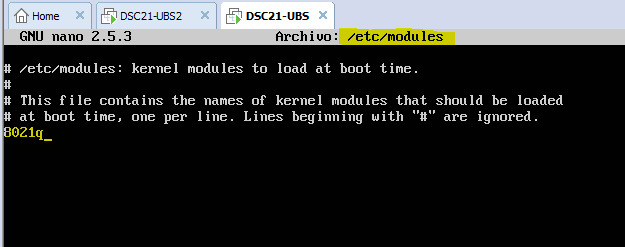 Home × DSC21-UBS2 × DSC21-UBS ×
GNU nano 2.5.3 Archivo: /etc/modules
# /etc/modules: kernel modules to load at boot time.
#
# This file contains the names of kernel modules that should be loaded
# at boot time, one per line. Lines beginning with "#" are ignored.
8021q_